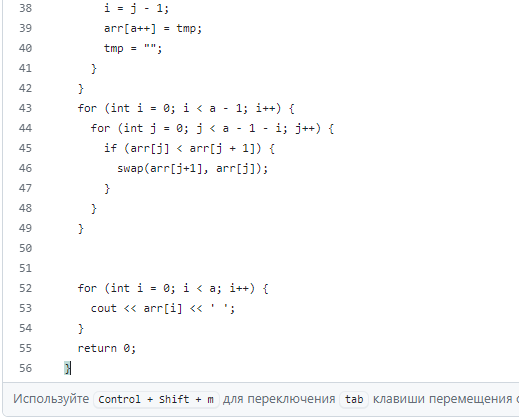 38 i = j - 1;
39 arr[a++] = tmp;
40 tmp = "";
41 }
42 }
43 for (int i = 0; i < a - 1; i++) {
44 for (int j = 0; j < a - 1 - i; j++) {
45 if (arr[j] < arr[j + 1]) {
46 swap(arr[j+1], arr[j]);
47 }
48 }
49 }
50
51
52 for (int i = 0; i < a; i++) {
53 cout << arr[i] << ' ';
54 }
55 return 0;
56 }
Используйте Control + Shift + m для переключения tab клавиши перемещения